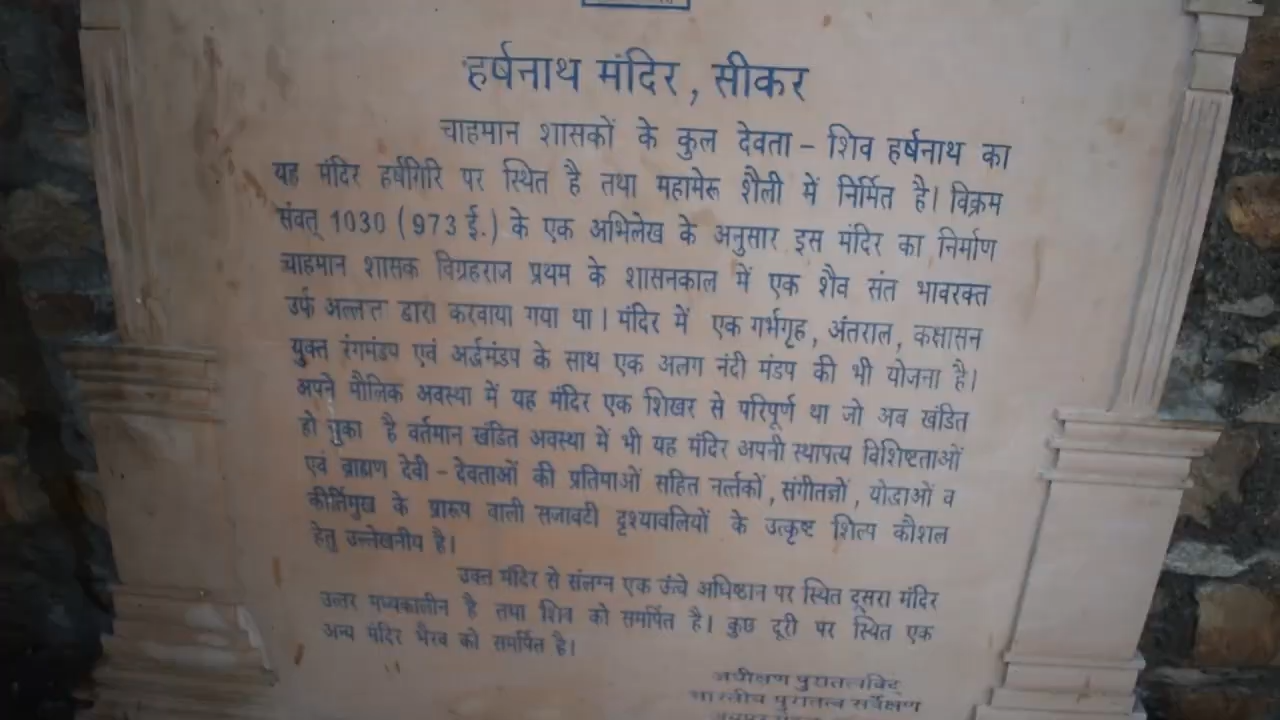 हर्षनाथ मंदिर, सीकर
चाहमान शासकों के कुल देवता – शिव हर्षनाथ का
यह मंदिर हर्षगिरि पर स्थित है तथा महामेरू शैली में निर्मित है। विक्रम
संवत् 1030 (973 ई.) के एक अभिलेख के अनुसार इस मंदिर का निर्माण
चाहमान शासक विग्रहराज प्रथम के शासनकाल में एक शैव संत भावरक्त
उर्फ अल्लत द्वारा करवाया गया था। मंदिर में एक गर्भगृह, अंतराल, कक्षासन
युक्त रंगमंडप एवं अर्द्धमंडप के साथ एक अलग नंदी मंडप की भी योजना है।
अपने मौलिक अवस्था में यह मंदिर एक शिखर से परिपूर्ण था जो अब खंडित
हो चुका है वर्तमान खंडित अवस्था में भी यह मंदिर अपनी स्थापत्य विशिष्टताओं
एवं ब्राह्मण देवी – देवताओं की प्रतिमाओं सहित नर्त्तकों, संगीतज्ञों, योद्धाओं व
कीर्तिमुख के प्रारूप वाली सजावटी दृश्यावलियों के उत्कृष्ट शिल्प कौशल
हेतु उल्लेखनीय है।
उक्त मंदिर से संलग्न एक ऊंचे अधिष्ठान पर स्थित दूसरा मंदिर
उत्तर मध्यकालीन है तथा शिव को समर्पित है। कुछ दूरी पर स्थित एक
अन्य मंदिर भैरव को समर्पित है।
अधीक्षण पुरातत्वविद्
भारतीय पुरातत्व सर्वेक्षण